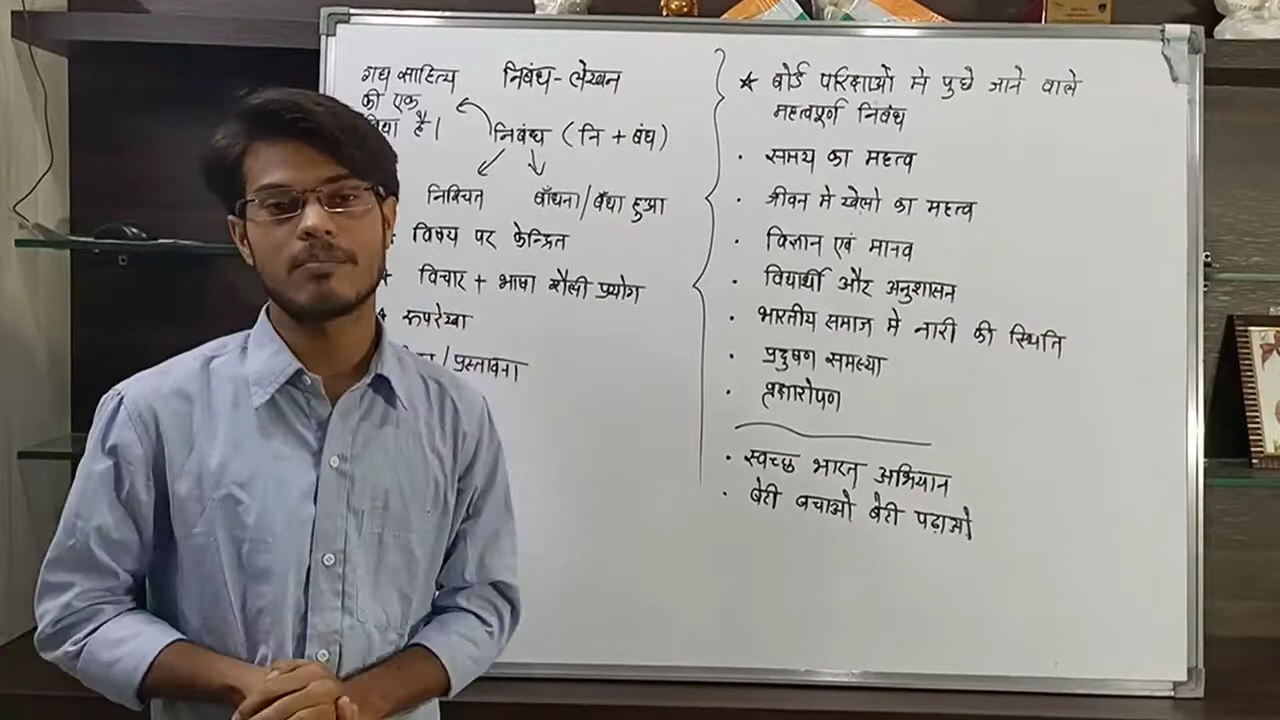 गद्य साहित्य
की एक
है।
निबंध-लेखन
निबंध (नि + बंध)
निश्चित बाँधना/बंधा हुआ
विषय पर केन्द्रित
विचार + भाषा शैली प्रयोग
* रूपरेखा
/प्रस्तावना
★ बोर्ड परिक्षाओ मे पुछे जाने वाले
महत्वपूर्ण निबंध
· समय का महत्व
· जीवन मे खेलो का महत्व
· विज्ञान एवं मानव
· विद्यार्थी और अनुशासन
· भारतीय समाज मे नारी की स्थिति
· प्रदुषण समस्या
· वृक्षारोपण
· स्वच्छ भारत अभियान
· बेटी बचाओ बेटी पढ़ाओ